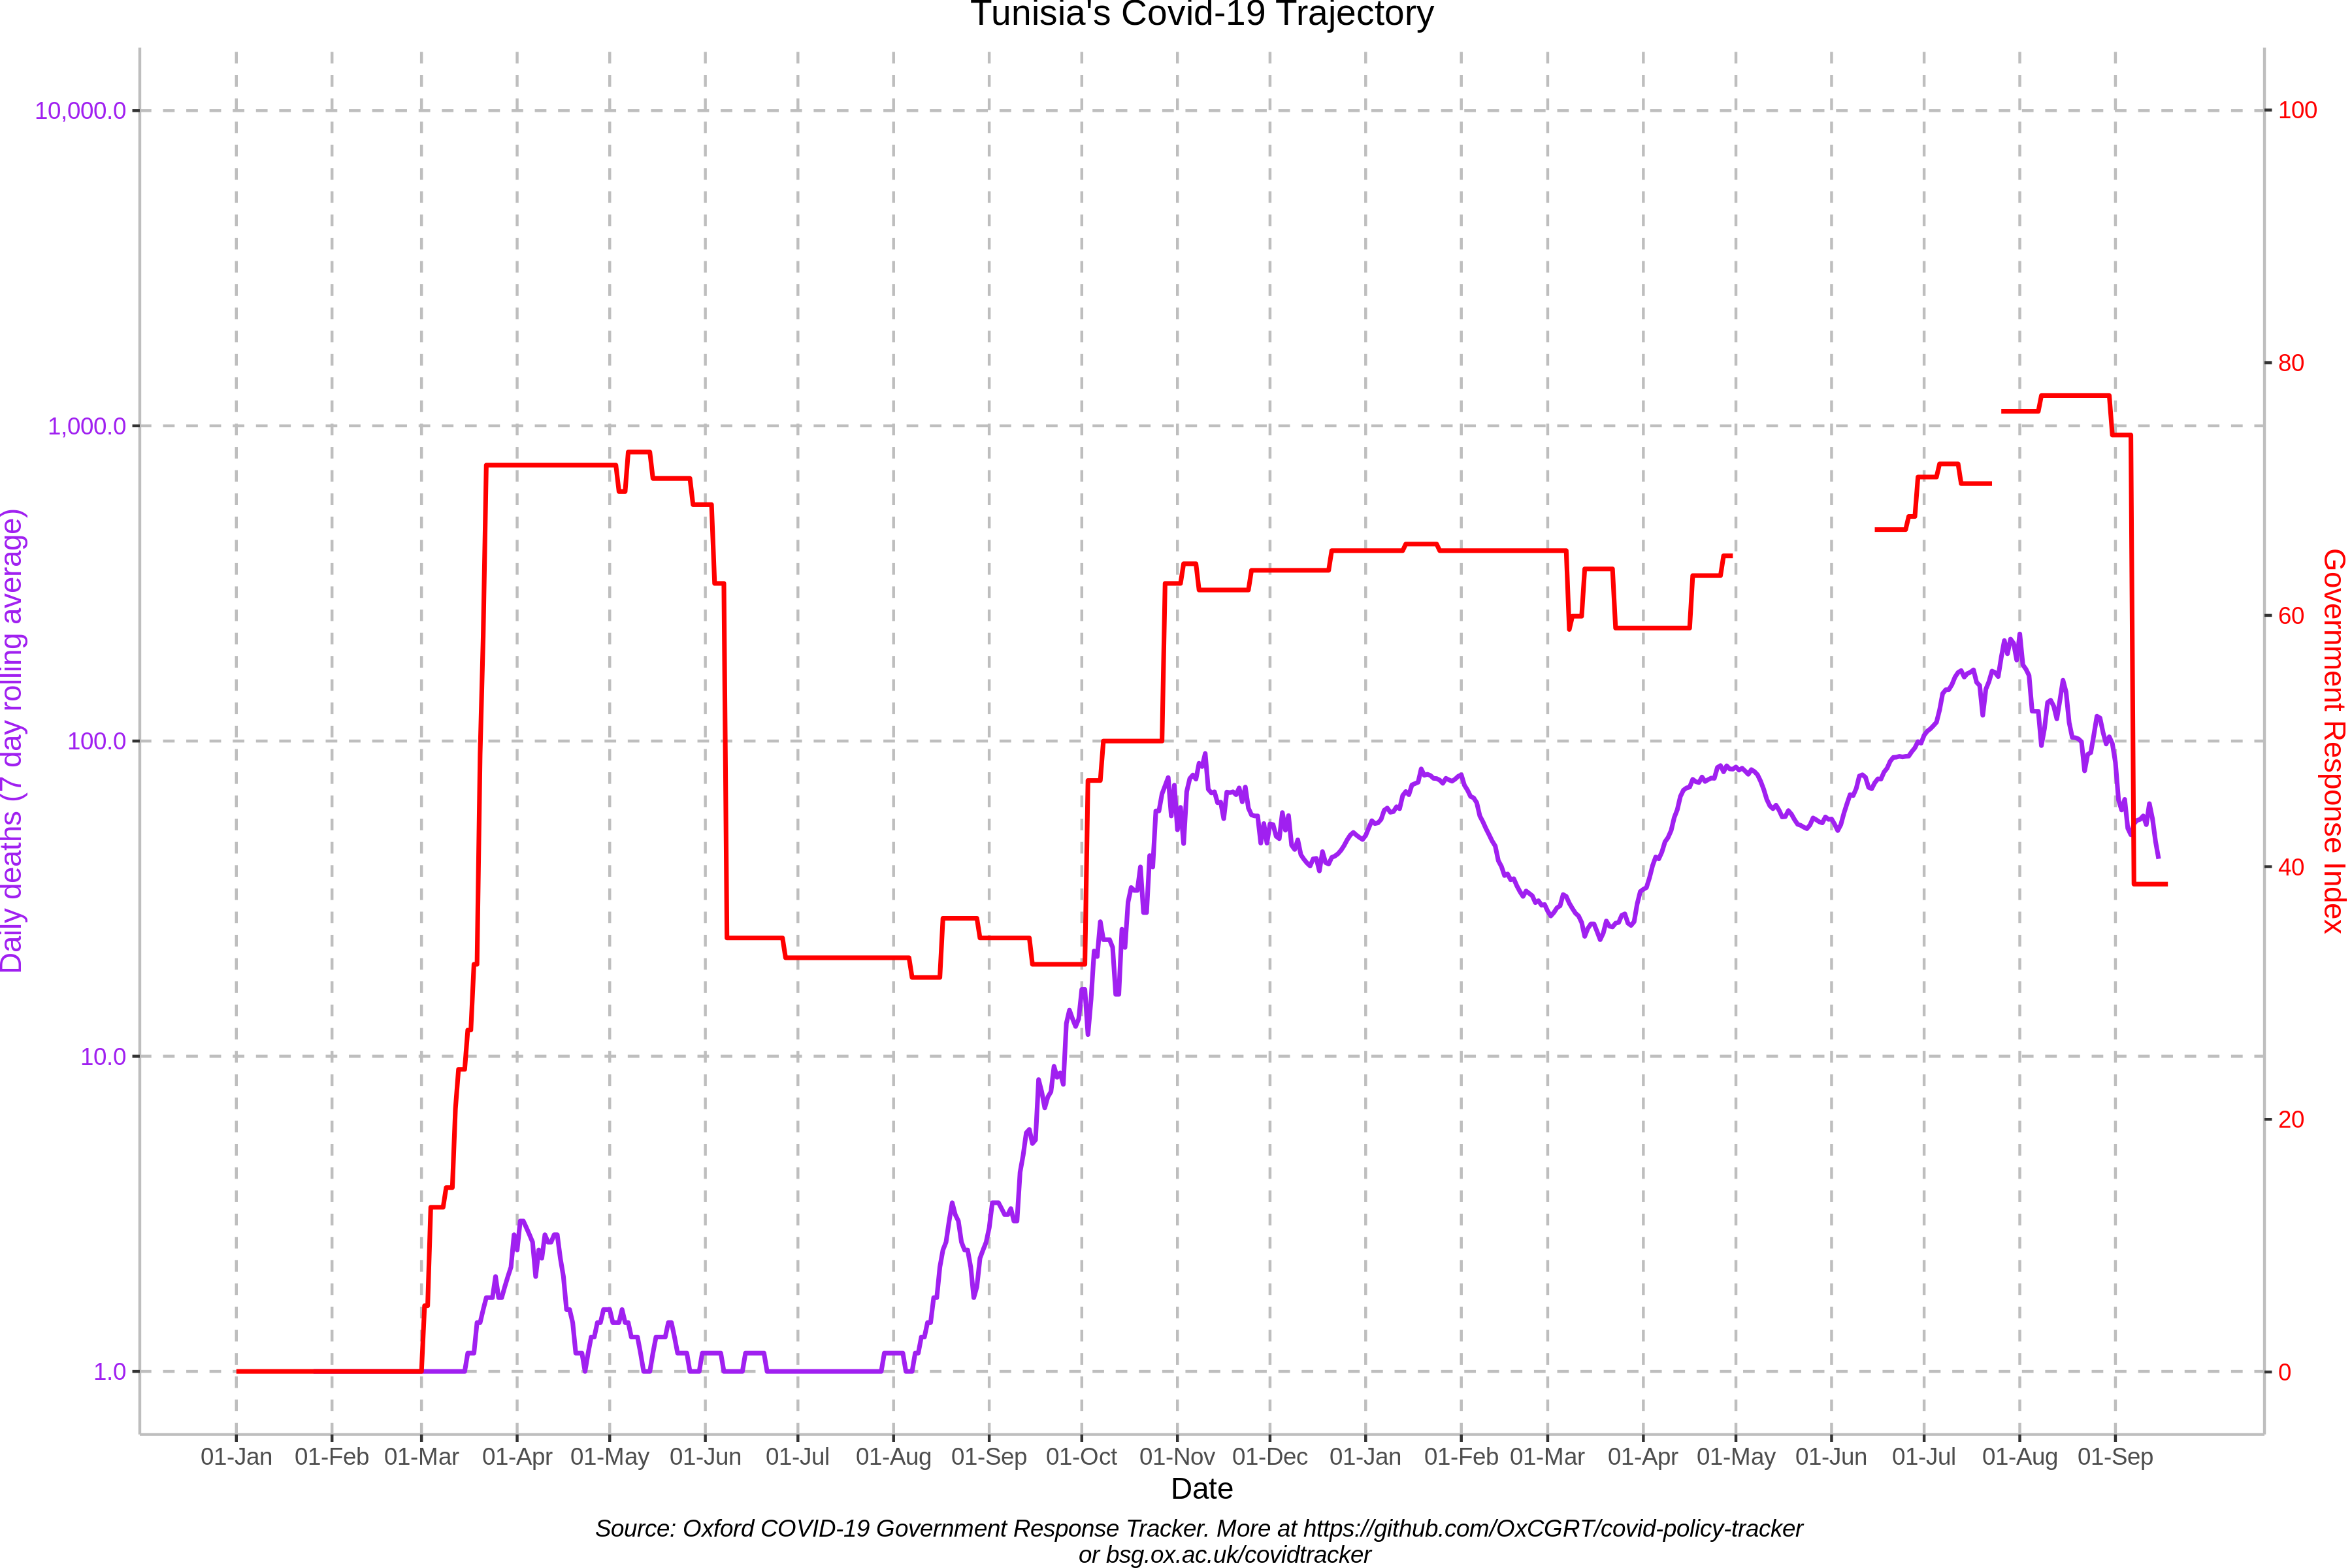 Tunisia's Covid-19 Trajectory
10,000.0
1,000.0
100.0
10.0
1.0
Daily deaths (7 day rolling average)
100
80
60
40
20
0
Government Response Index
01-Jan 01-Feb 01-Mar 01-Apr 01-May 01-Jun 01-Jul 01-Aug 01-Sep 01-Oct 01-Nov 01-Dec 01-Jan 01-Feb 01-Mar 01-Apr 01-May 01-Jun 01-Jul 01-Aug 01-Sep
Date
Source: Oxford COVID-19 Government Response Tracker. More at https://github.com/OxCGRT/covid-policy-tracker
or bsg.ox.ac.uk/covidtracker